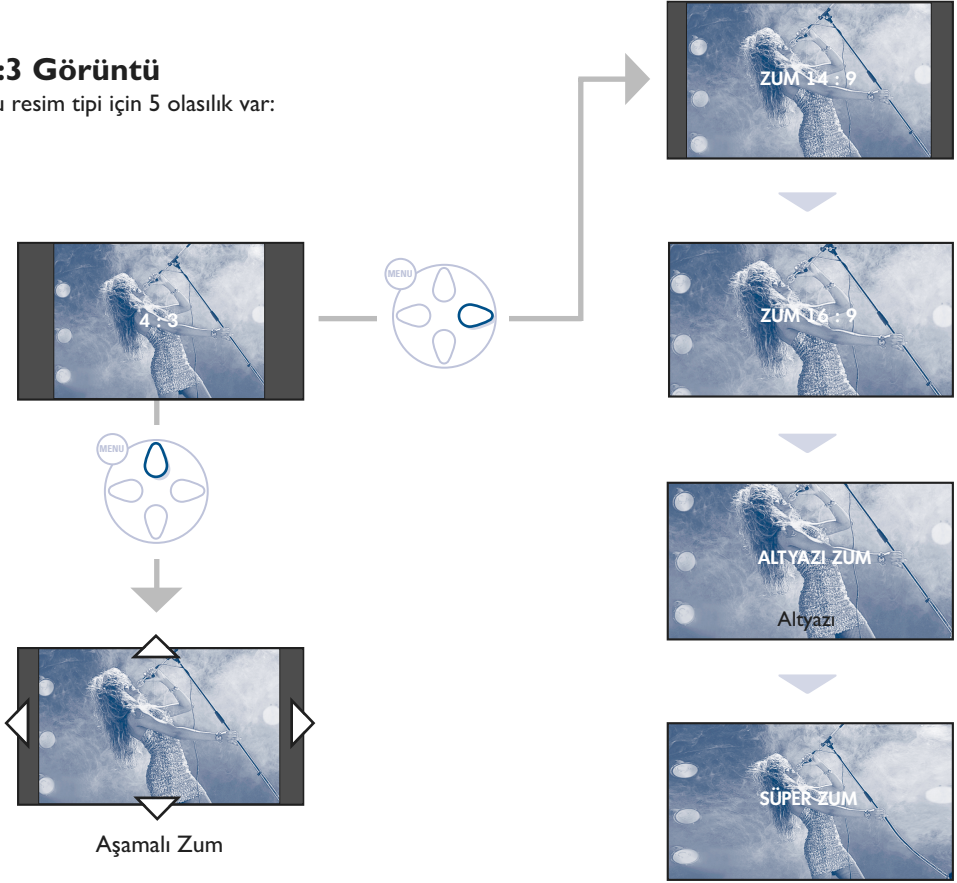 :3 Görüntü
u resim tipi için 5 olasılık var:
4 : 3
MENU
MENU
Aşamalı Zum
ZUM 14 : 9
ZUM 16 : 9
ALTYAZI ZUM
Altyazı
SÜPER ZUM